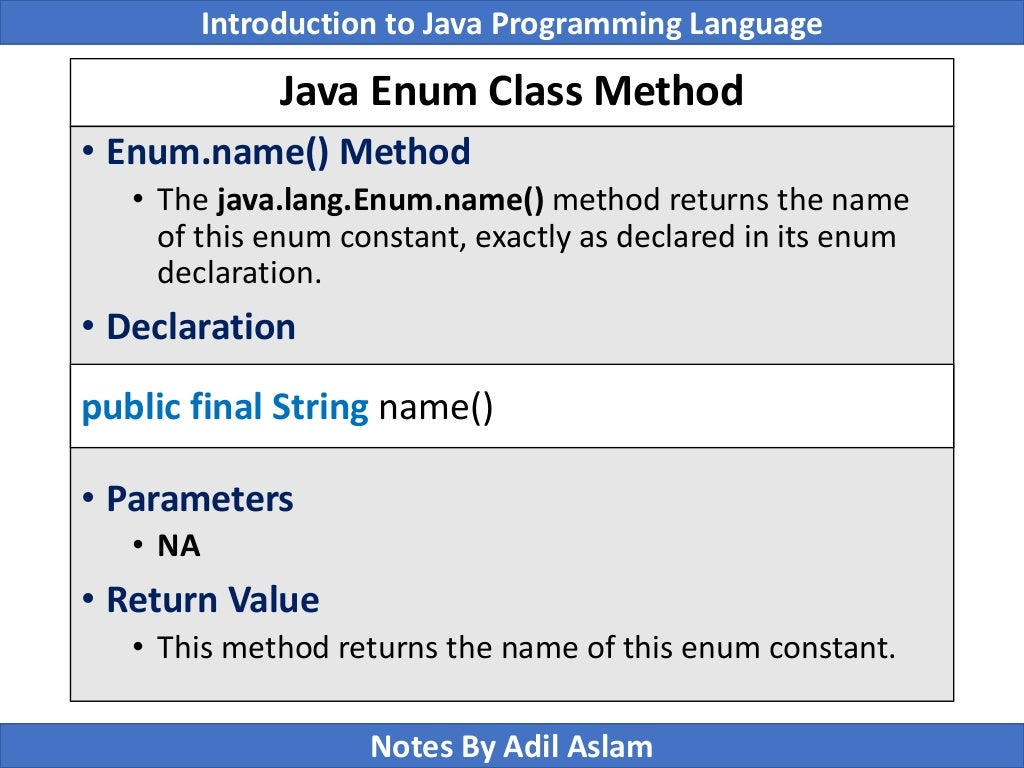 Introduction to Java Programming Language
Java Enum Class Method
• Enum.name() Method
• The java.lang.Enum.name() method returns the name
of this enum constant, exactly as declared in its enum
declaration.
• Declaration
public final String name()
• Parameters
• NA
• Return Value
• This method returns the name of this enum constant.
Notes By Adil Aslam